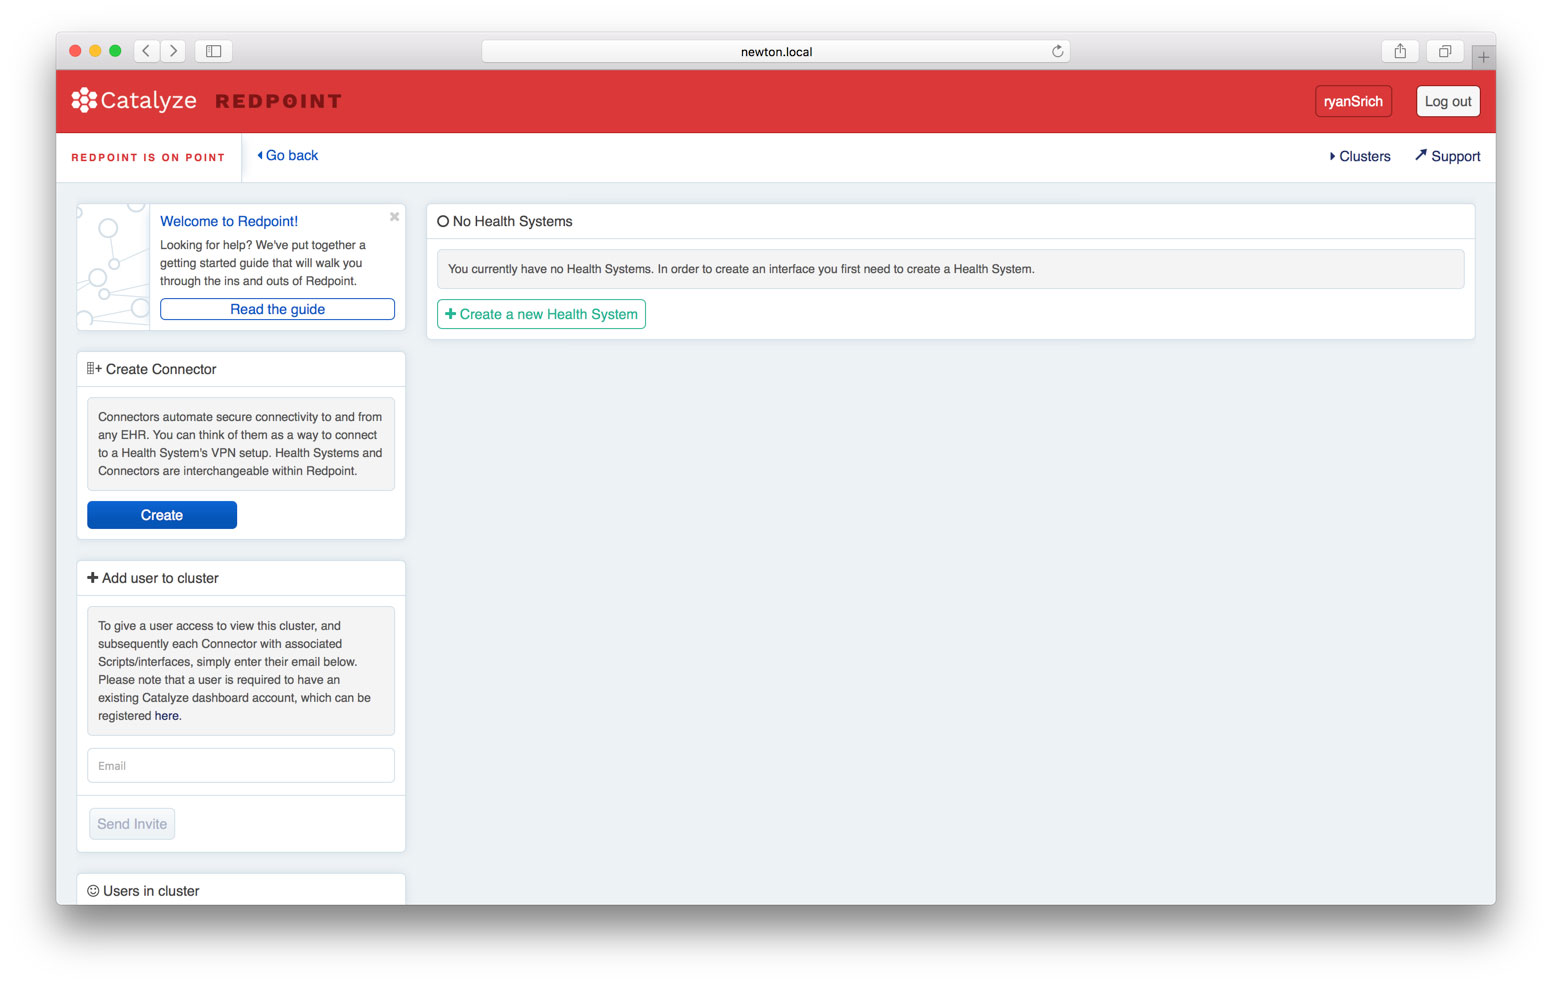 newton.local
Catalyze REDPOINT
ryanSrich
Log out
REDPOINT IS ON POINT
Go back
Clusters
Support
Welcome to Redpoint!
Looking for help? We've put together a
getting started guide that will walk you
through the ins and outs of Redpoint.
Read the guide
Create Connector
Connectors automate secure connectivity to and from
any EHR. You can think of them as a way to connect
to a Health System's VPN setup. Health Systems and
Connectors are interchangeable within Redpoint.
Create
Add user to cluster
To give a user access to view this cluster, and
subsequently each Connector with associated
Scripts/interfaces, simply enter their email below.
Please note that a user is required to have an
existing Catalyze dashboard account, which can be
registered here.
Email
Send Invite
Users in cluster
No Health Systems
You currently have no Health Systems. In order to create an interface you first need to create a Health System.
Create a new Health System